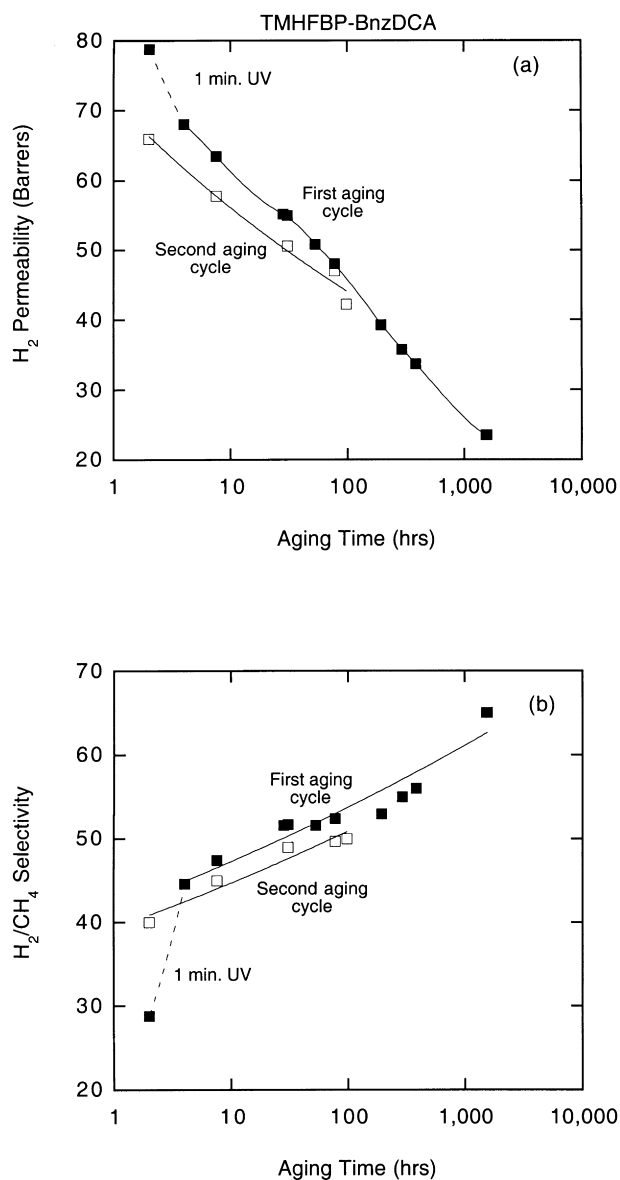 TMHFBP-BnzDCA
80
(a)
1 min. UV
70
60
First aging
cycle
50
Second aging
cycle
40
30
20
H2 Permeability (Barrers)
1
10
100
1,000
10,000
Aging Time (hrs)
70
(b)
60
First aging
cycle
50
Second aging
cycle
40
1 min. UV
30
20
H2/CH4 Selectivity
1
10
100
1,000
10,000
Aging Time (hrs)